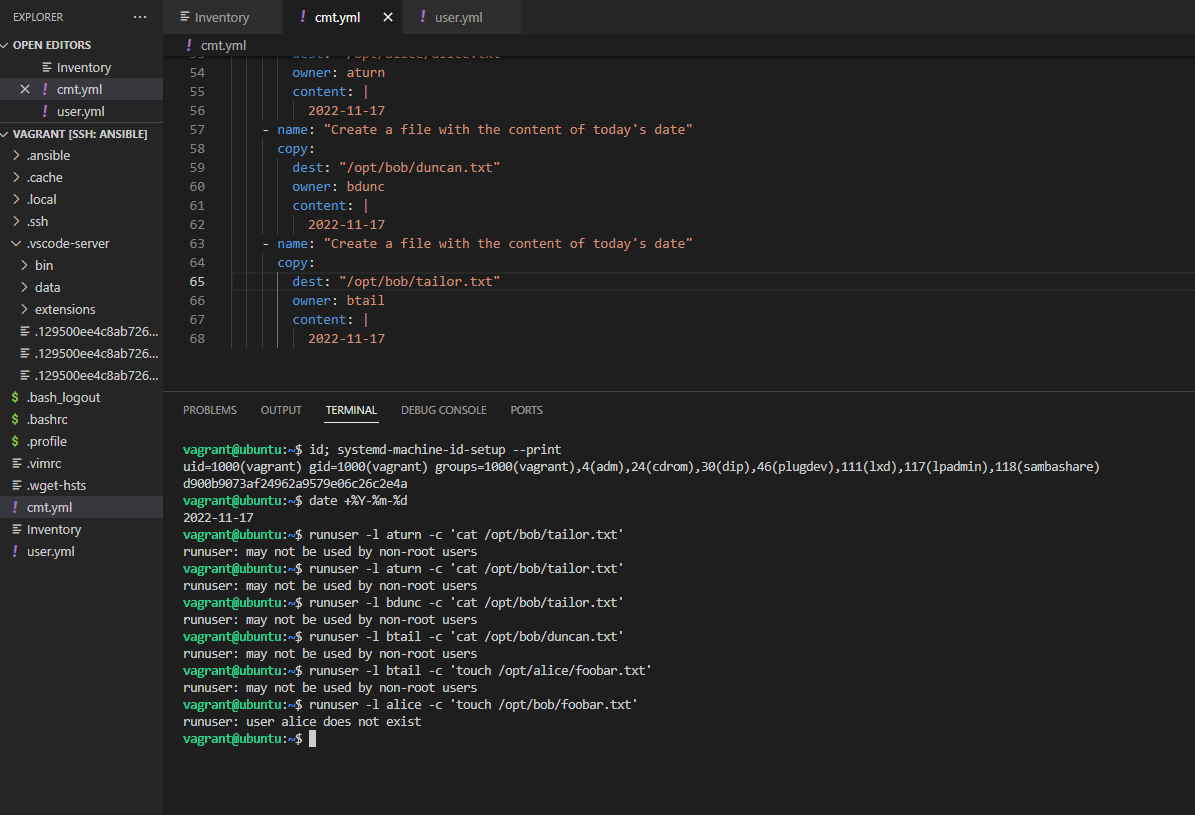 EXPLORER ...
OPEN EDITORS
Inventory
cmt.yml
user.yml
VAGRANT [SSH: ANSIBLE]
.ansible
.cache
.local
.ssh
.vscode-server
bin
data
extensions
.129500ee4c8ab726...
.129500ee4c8ab726...
.129500ee4c8ab726...
$ .bash_logout
$ .bashrc
$ .profile
.vimrc
.wget-hsts
! cmt.yml
Inventory
! user.yml
Inventory ! cmt.yml × ! user.yml
! cmt.yml
54 owner: aturn
55 content: |
56 2022-11-17
57 - name: "Create a file with the content of today's date"
58 copy:
59 dest: "/opt/bob/duncan.txt"
60 owner: bdunc
61 content: |
62 2022-11-17
63 - name: "Create a file with the content of today's date"
64 copy:
65 dest: "/opt/bob/tailor.txt"
66 owner: btail
67 content: |
68 2022-11-17
PROBLEMS OUTPUT TERMINAL DEBUG CONSOLE PORTS
vagrant@ubuntu:~$ id; systemd-machine-id-setup --print
uid=1000(vagrant) gid=1000(vagrant) groups=1000(vagrant),4(adm),24(cdrom),30(dip),46(plugdev),111(lxd),117(lpadmin),118(sambashare)
d900b9073af24962a9579e06c26c2e4a
vagrant@ubuntu:~$ date +%Y-%m-%d
2022-11-17
vagrant@ubuntu:~$ runuser -l aturn -c 'cat /opt/bob/tailor.txt'
runuser: may not be used by non-root users
vagrant@ubuntu:~$ runuser -l aturn -c 'cat /opt/bob/tailor.txt'
runuser: may not be used by non-root users
vagrant@ubuntu:~$ runuser -l bdunc -c 'cat /opt/bob/tailor.txt'
runuser: may not be used by non-root users
vagrant@ubuntu:~$ runuser -l btail -c 'cat /opt/bob/duncan.txt'
runuser: may not be used by non-root users
vagrant@ubuntu:~$ runuser -l btail -c 'touch /opt/alice/foobar.txt'
runuser: may not be used by non-root users
vagrant@ubuntu:~$ runuser -l alice -c 'touch /opt/bob/foobar.txt'
runuser: user alice does not exist
vagrant@ubuntu:~$